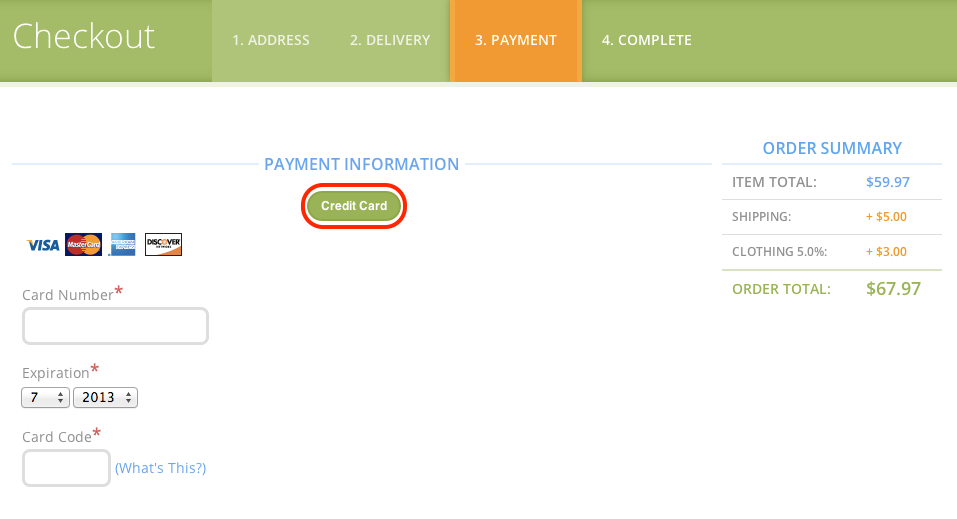 Checkout
1. ADDRESS
2. DELIVERY
3. PAYMENT
4. COMPLETE
PAYMENT INFORMATION
Credit Card
VISA MasterCard AMERICAN EXPRESS DISCOVER
Card Number*
Expiration*
7 2013
Card Code*
(What's This?)
ORDER SUMMARY
ITEM TOTAL: $59.97
SHIPPING: + $5.00
CLOTHING 5.0%: + $3.00
ORDER TOTAL: $67.97